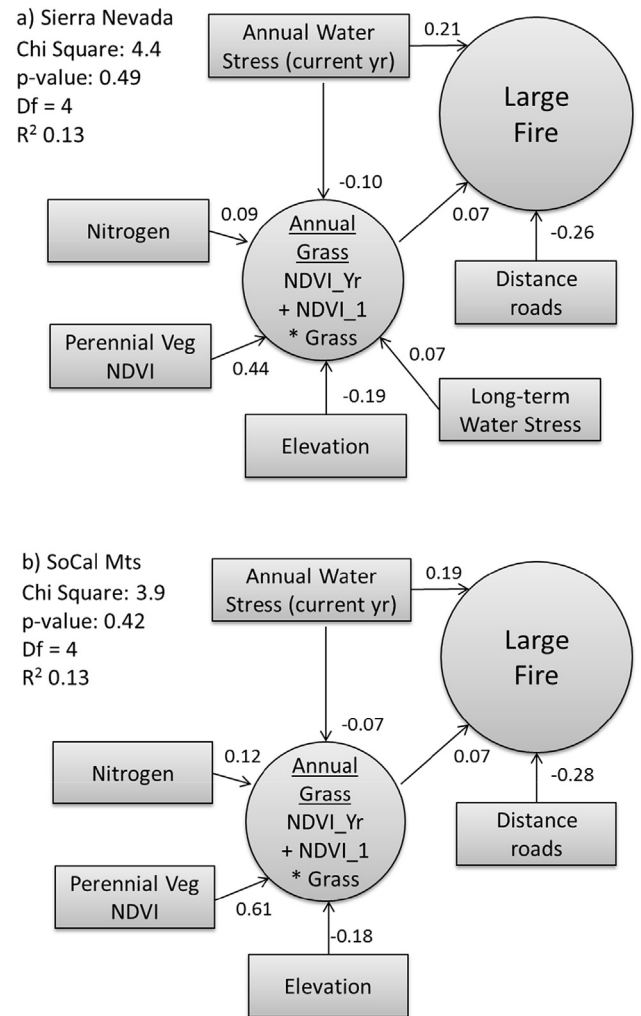 a) Sierra Nevada
Chi Square: 4.4
p-value: 0.49
Df = 4
R² 0.13
Annual Water
Stress (current yr)
0.21
Large
Fire
-0.10
Nitrogen
0.09
Annual
Grass
NDVI_Yr
+ NDVI_1
* Grass
0.07
-0.26
Distance
roads
Perennial Veg
NDVI
0.44
0.07
-0.19
Long-term
Water Stress
Elevation
b) SoCal Mts
Chi Square: 3.9
p-value: 0.42
Df = 4
R² 0.13
Annual Water
Stress (current yr)
0.19
Large
Fire
-0.07
Nitrogen
0.12
Annual
Grass
NDVI_Yr
+ NDVI_1
* Grass
0.07
-0.28
Distance
roads
Perennial Veg
NDVI
0.61
-0.18
Elevation